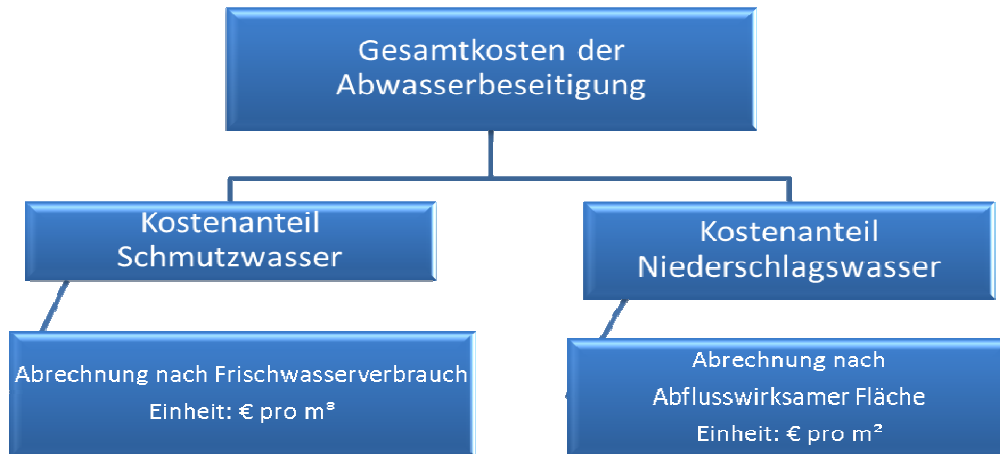 Gesamtkosten der
Abwasserbeseitigung
Kostenanteil
Schmutzwasser
Kostenanteil
Niederschlagswasser
Abrechnung nach Frischwasserverbrauch
Einheit: € pro m³
Abrechnung nach
Abflusswirksamer Fläche
Einheit: € pro m²